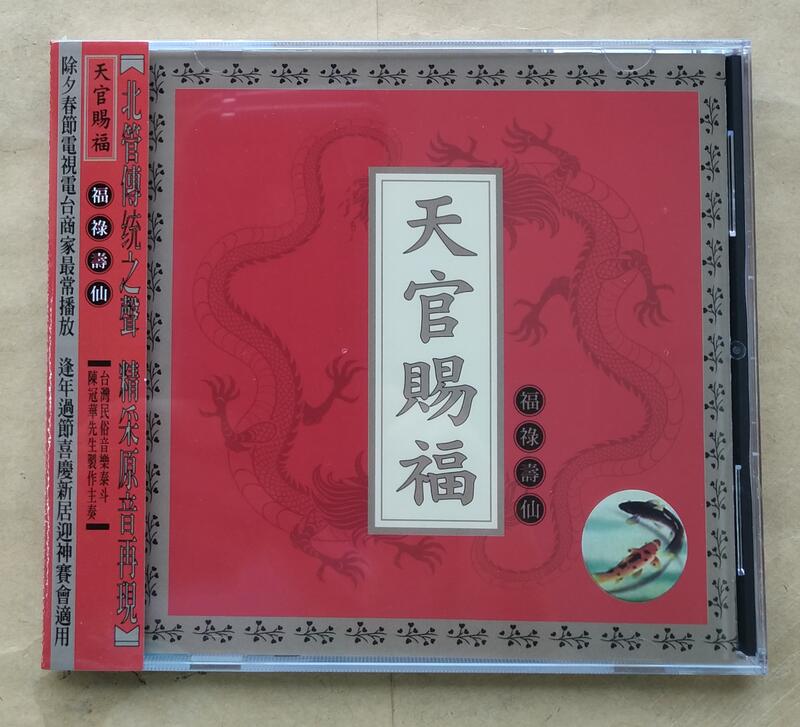 《北管傳统之聲 精采原音再現》
天官賜福
福祿壽仙
台灣民俗音樂泰斗
陳冠華先生製作主奏
除夕春節電視電台商家最常播放 逢年過節喜慶新居迎神賽會適用
天官賜福
福祿壽仙